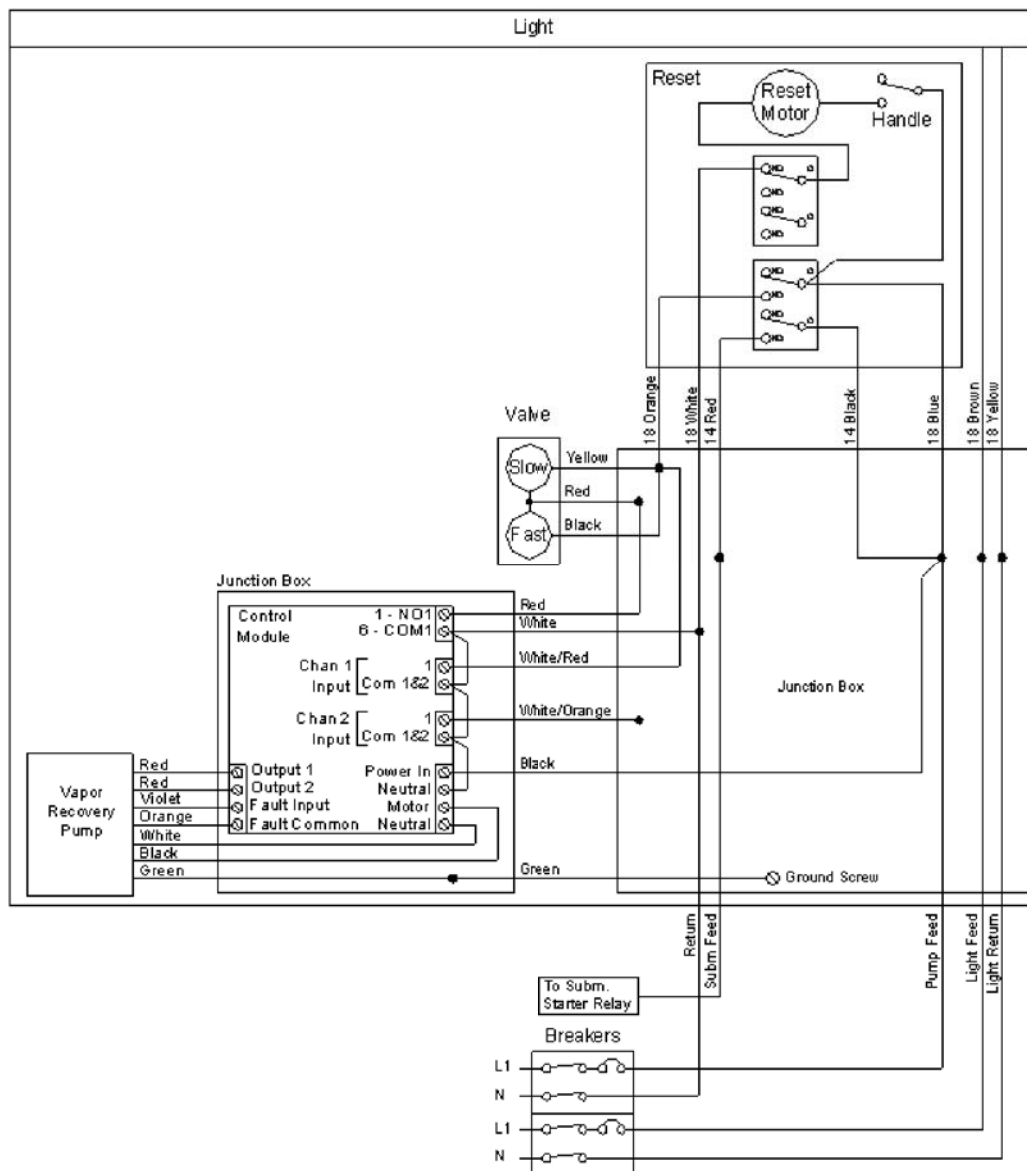 Light
Reset
Reset
Motor
Handle
NC
NO
NC
NO
NC
NO
NC
NO
18 Orange
18 White
14 Red
14 Black
18 Blue
18 Brown
18 Yellow
Valve
Slow
Fast
Yellow
Red
Black
Junction Box
Control
Module
1 - NO1
6 - COM1
Chan 1
Input
1
Com 1&2
Chan 2
Input
1
Com 1&2
Output 1
Output 2
Fault Input
Fault Common
Power In
Neutral
Motor
Neutral
Red
White
White/Red
White/Orange
Black
Junction Box
Vapor
Recovery
Pump
Red
Red
Violet
Orange
White
Black
Green
Green
Ground Screw
Return
Subm Feed
Pump Feed
Light Feed
Light Return
To Subm.
Starter Relay
Breakers
L1
N
L1
N